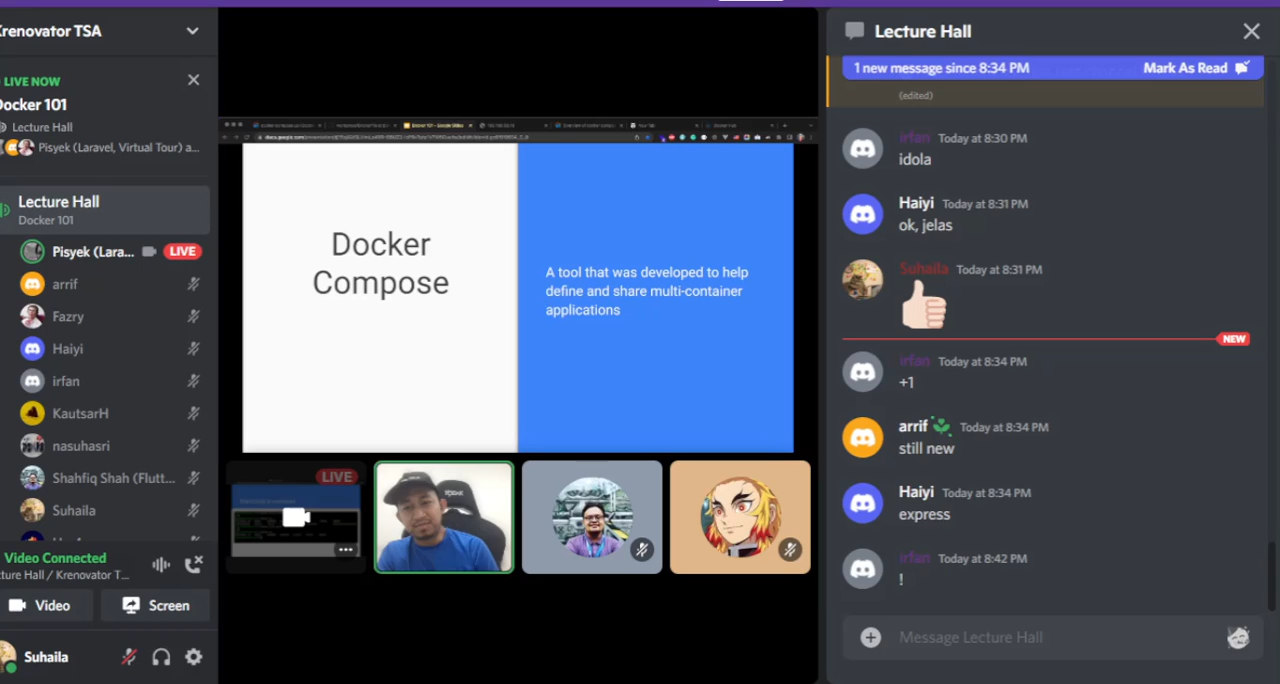 Krenovator TSA
LIVE NOW
Docker 101
Lecture Hall
Pisyek (Laravel, Virtual Tour) a...
Lecture Hall
Docker 101
Pisyek (Lara...
LIVE
arrif
Fazry
Haiyi
irfan
KautsarH
nasuhasri
Shahfiq Shah (Flutt...
Suhaila
Video Connected
cture Hall / Krenovator T...
Video
Screen
Suhaila
Docker
Compose
A tool that was developed to help
define and share multi-container
applications
LIVE
Lecture Hall
1 new message since 8:34 PM
Mark As Read
(edited)
irfan Today at 8:30 PM
idola
Haiyi Today at 8:31 PM
ok, jelas
Suhaila Today at 8:31 PM
NEW
irfan Today at 8:34 PM
+1
arrif Today at 8:34 PM
still new
Haiyi Today at 8:34 PM
express
irfan Today at 8:42 PM
!
Message Lecture Hall